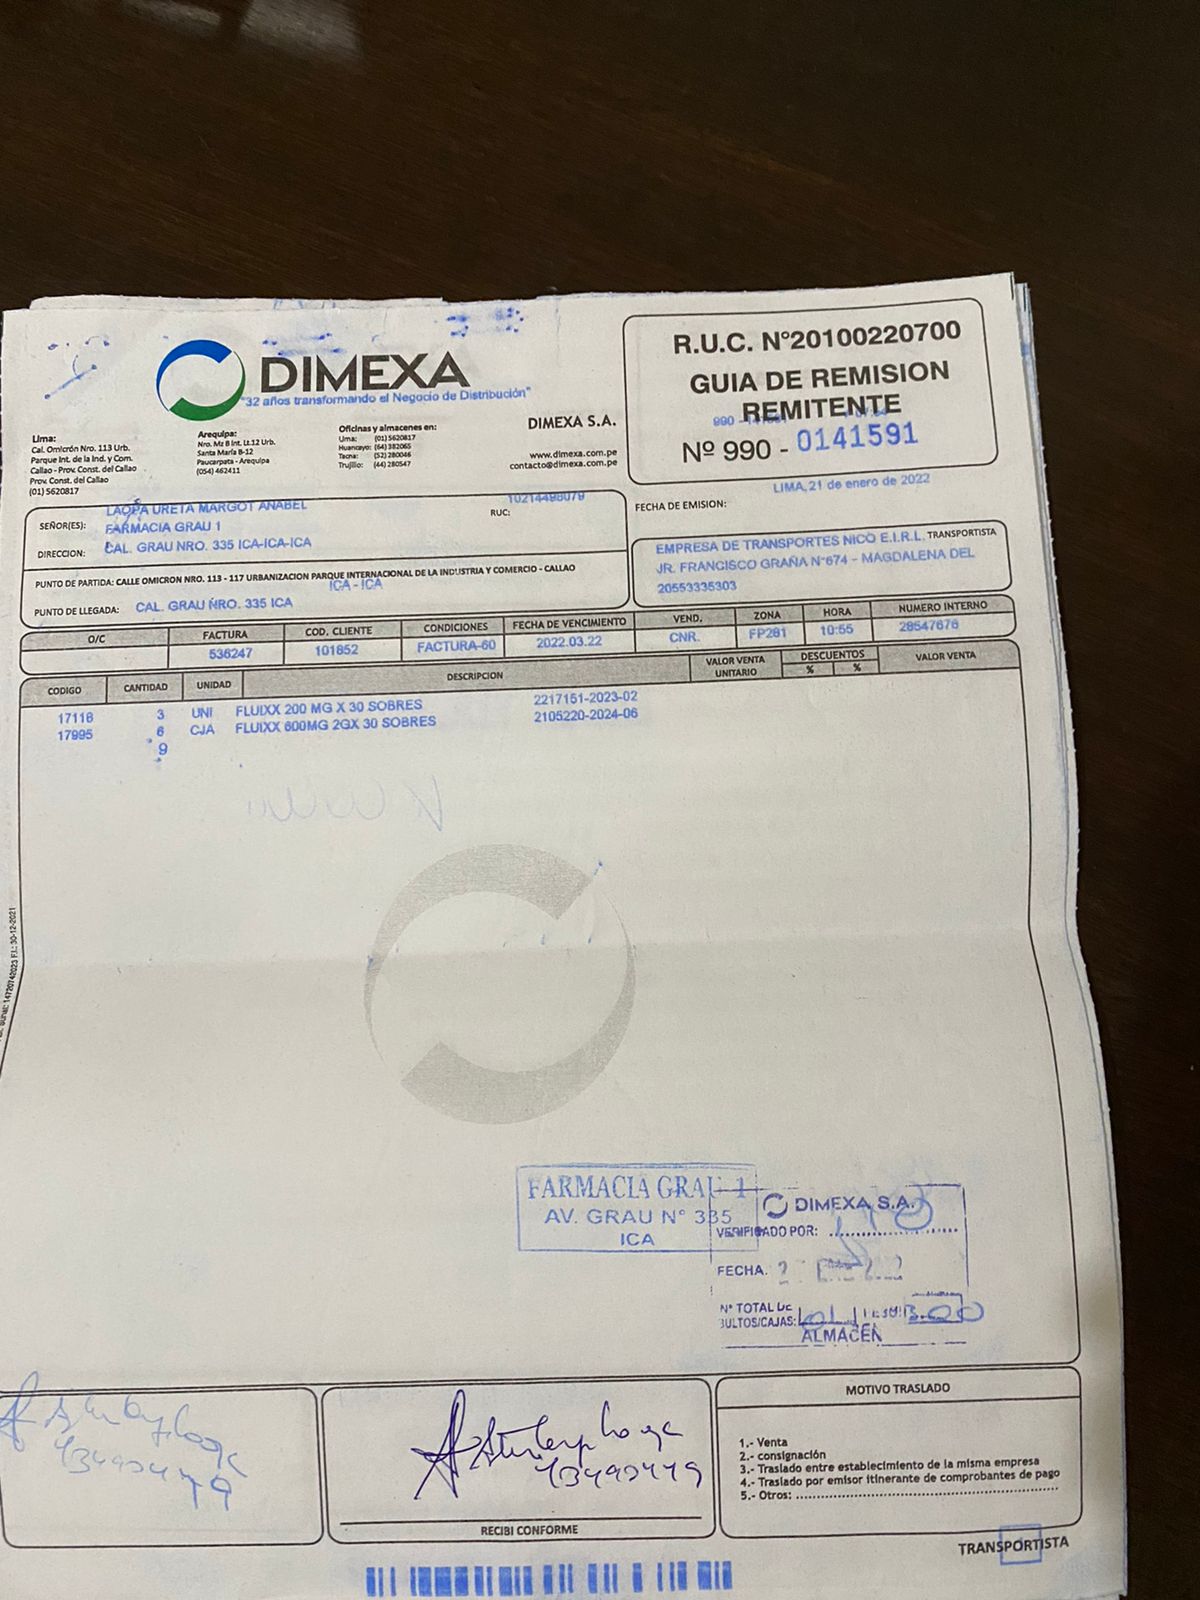 DIMEXA
"32 años transformando el Negocio de Distribución"
R.U.C. N°20100220700
GUIA DE REMISION
REMITENTE
Nº 990 - 0141591
Lima:
Cal. Omicrón Nro. 113 Urb.
Parque Int. de la Ind. y Com.
Callao - Prov. Const. del Callao
Prov. Const. del Callao
(01) 5620817
Arequipa:
Nro. Mz B Int. Lt.12 Urb.
Santa María B-12
Paucarpata - Arequipa
(054) 462411
Oficinas y almacenes en:
Lima: (01) 5620817
Huancayo: (64) 382065
Tacna: (52) 280046
Trujillo: (44) 280547
DIMEXA S.A.
www.dimexa.com.pe
contacto@dimexa.com.pe
LIMA, 21 de enero de 2022
FECHA DE EMISION:
SEÑOR(ES): LAOPA URETA MARGOT ANABEL
FARMACIA GRAU 1
RUC: 10214498079
DIRECCION: CAL. GRAU NRO. 335 ICA-ICA-ICA
TRANSPORTISTA
EMPRESA DE TRANSPORTES NICO E.I.R.L.
JR. FRANCISCO GRAÑA N°674 - MAGDALENA DEL
20553335303
PUNTO DE PARTIDA: CALLE OMICRON NRO. 113 - 117 URBANIZACION PARQUE INTERNACIONAL DE LA INDUSTRIA Y COMERCIO - CALLAO
ICA - ICA
PUNTO DE LLEGADA: CAL. GRAU NRO. 335 ICA
O/C FACTURA COD. CLIENTE CONDICIONES FECHA DE VENCIMIENTO VEND. ZONA HORA NUMERO INTERNO
536247 101852 FACTURA-60 2022.03.22 CNR. FP281 10:55 28547676
CODIGO CANTIDAD UNIDAD DESCRIPCION VALOR VENTA UNITARIO DESCUENTOS % % VALOR VENTA
17116 3 UNI FLUIXX 200 MG X 30 SOBRES 2217151-2023-02
17995 6 CJA FLUIXX 600MG 2GX 30 SOBRES 2105220-2024-06
9
FARMACIA GRAU 1
AV. GRAU N° 335
ICA
DIMEXA S.A.
VERIFICADO POR:
FECHA.
N° TOTAL DE
BULTOS/CAJAS:
ALMACÉN
43490479
43490479
RECIBI CONFORME
MOTIVO TRASLADO
1.- Venta
2.- consignación
3.- Traslado entre establecimiento de la misma empresa
4.- Traslado por emisor itinerante de comprobantes de pago
5.- Otros:
TRANSPORTISTA